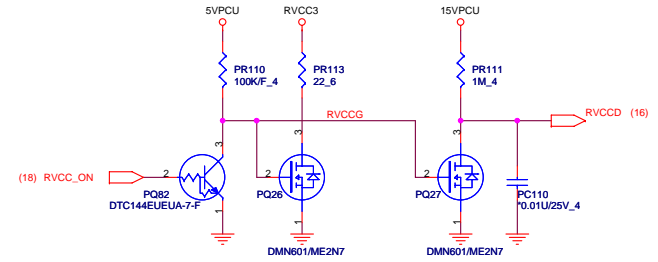 5VPCU RVCC3 15VPCU
PR110 PR113 PR111
100K/F_4 22_6 1M_4
RVCCG RVCCD (16)
3 3 3
(18) RVCC_ON 2 2 2
PQ82 PQ26 PQ27 PC110
DTC144EUEUA-7-F *0.01U/25V_4
1 1 1
DMN601/ME2N7 DMN601/ME2N7